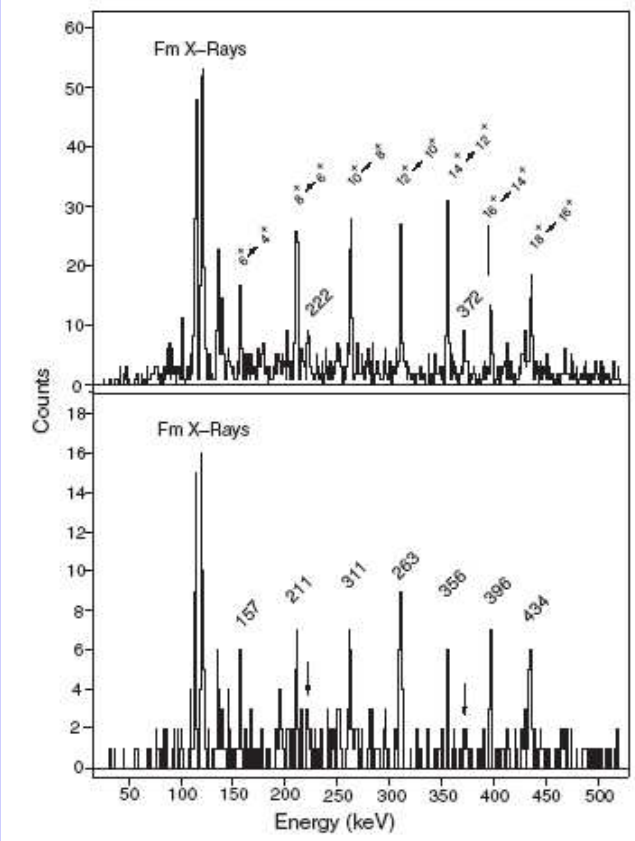 60
Fm X–Rays
50
40
6⁺ → 4⁺
8⁺ → 6⁺
10⁺ → 8⁺
12⁺ → 10⁺
14⁺ → 12⁺
16⁺ → 14⁺
18⁺ → 16⁺
30
20
222
372
10
0
Counts
18
Fm X–Rays
16
14
12
10
157
211
311
263
356
396
434
8
6
4
2
0
50 100 150 200 250 300 350 400 450 500
Energy (keV)